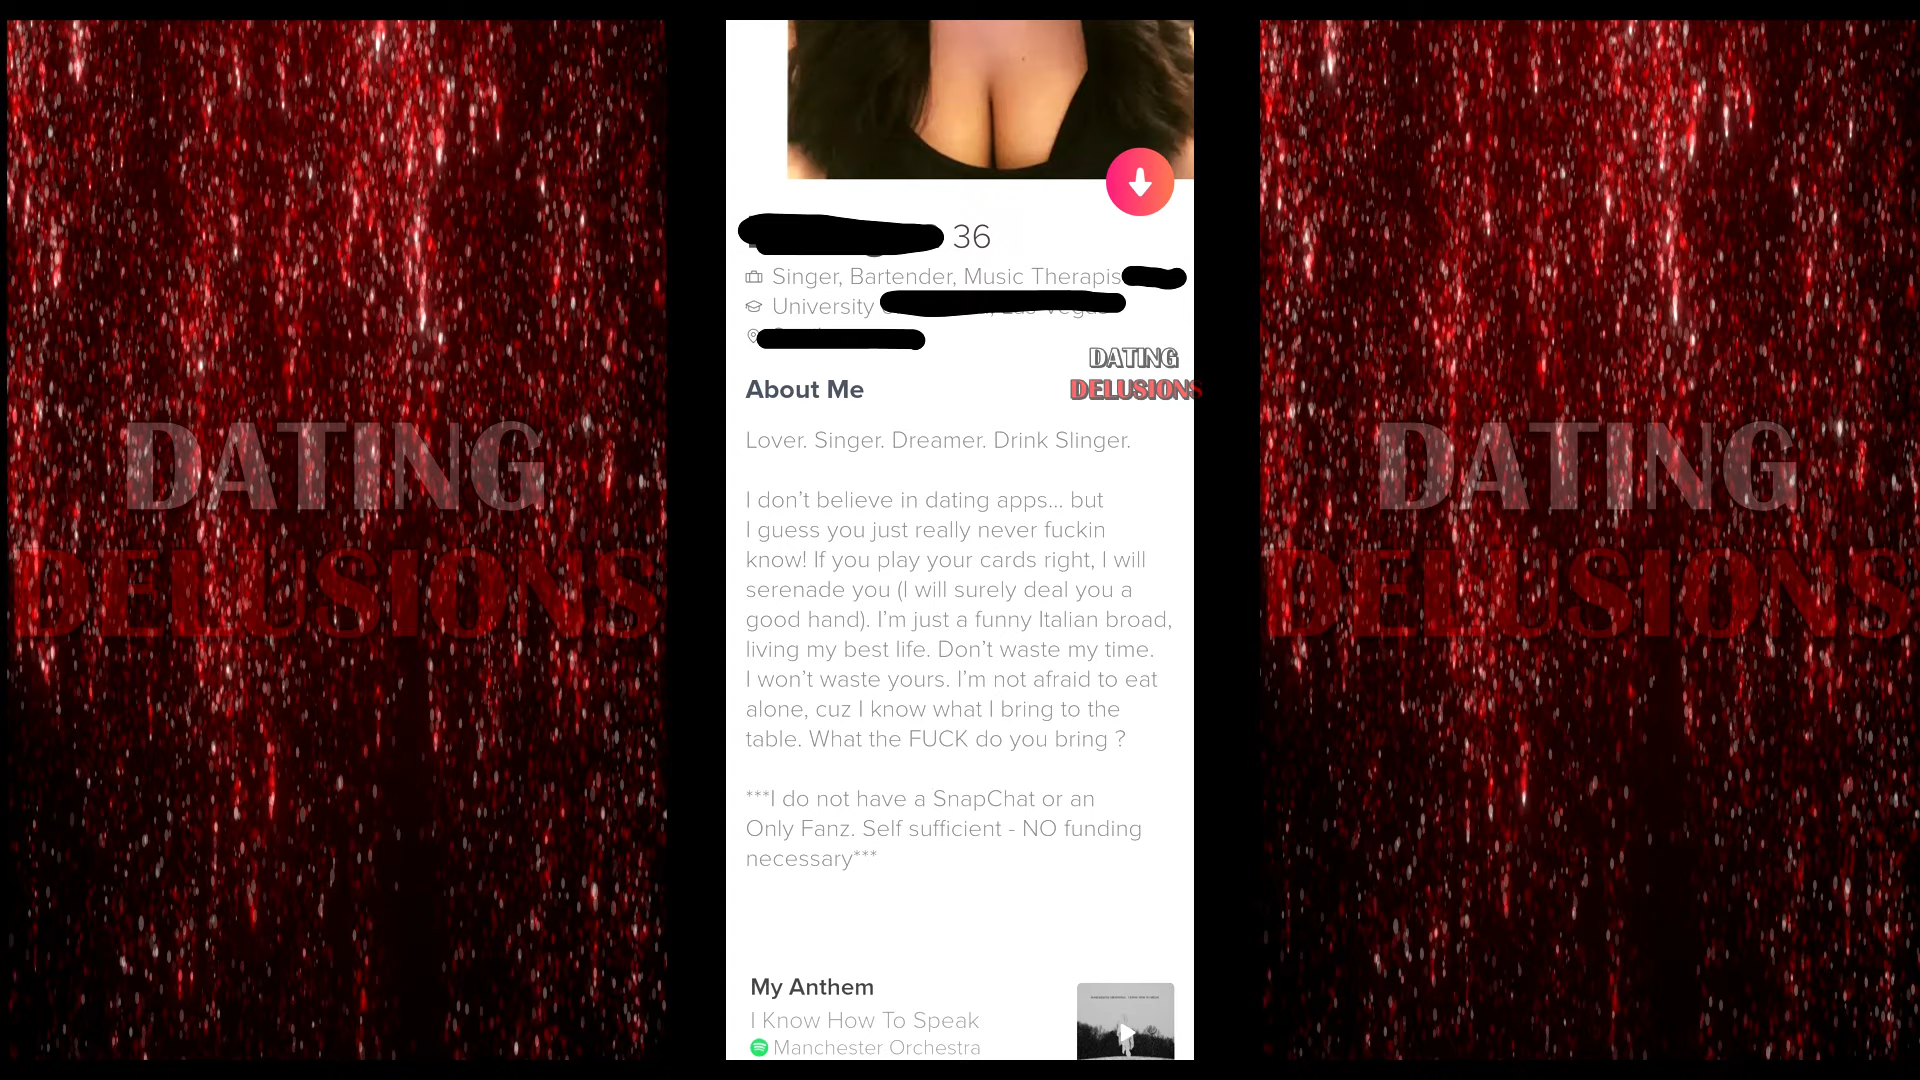 36
Singer, Bartender, Music Therapis
University
DATING
DELUSIONS
About Me
Lover. Singer. Dreamer. Drink Slinger.
I don't believe in dating apps... but
I guess you just really never fuckin
know! If you play your cards right, I will
serenade you (I will surely deal you a
good hand). I'm just a funny Italian broad,
living my best life. Don't waste my time.
I won't waste yours. I'm not afraid to eat
alone, cuz I know what I bring to the
table. What the FUCK do you bring ?
***I do not have a SnapChat or an
Only Fanz. Self sufficient - NO funding
necessary***
My Anthem
I Know How To Speak
Manchester Orchestra
DATING
DELUSIONS
DATING
DELUSIONS